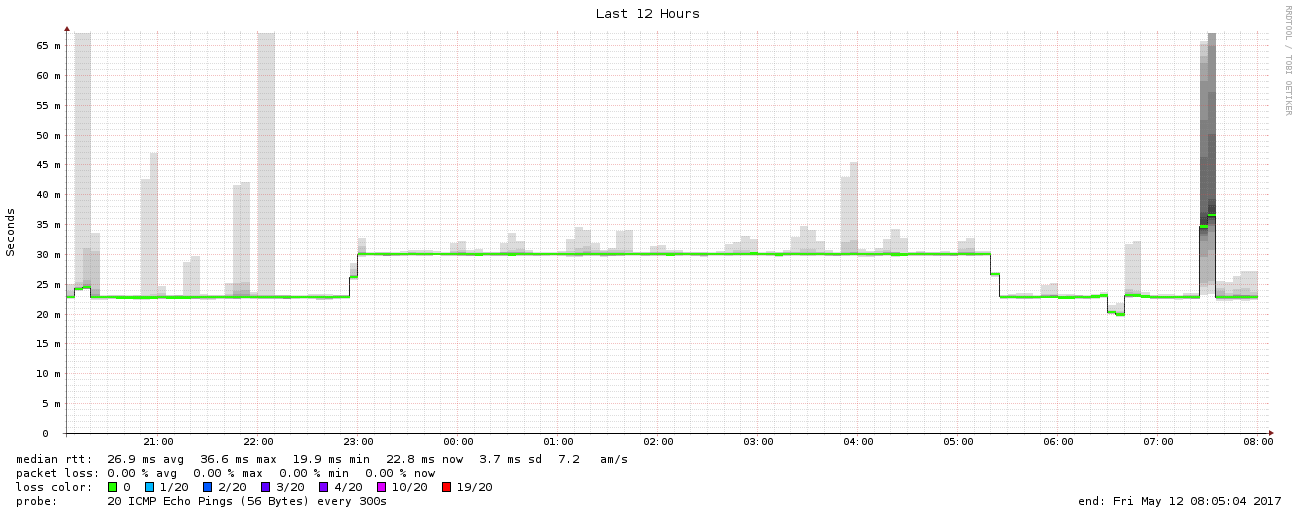 Last 12 Hours
RRDTOOL / TOBI OETIKER
Seconds
65 m
60 m
55 m
50 m
45 m
40 m
35 m
30 m
25 m
20 m
15 m
10 m
5 m
0
21:00 22:00 23:00 00:00 01:00 02:00 03:00 04:00 05:00 06:00 07:00 08:00
median rtt: 26.9 ms avg 36.6 ms max 19.9 ms min 22.8 ms now 3.7 ms sd 7.2 am/s
packet loss: 0.00 % avg 0.00 % max 0.00 % min 0.00 % now
loss color: 0 1/20 2/20 3/20 4/20 10/20 19/20
probe: 20 ICMP Echo Pings (56 Bytes) every 300s end: Fri May 12 08:05:04 2017